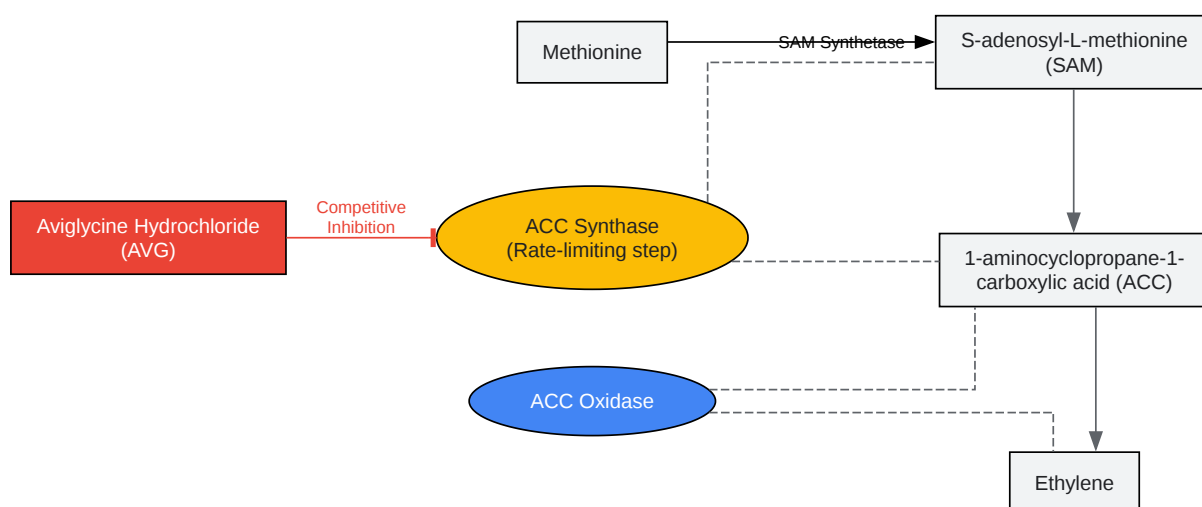 Methionine
SAM Synthetase
S-adenosyl-L-methionine
(SAM)
Aviglycine Hydrochloride
(AVG)
Competitive
Inhibition
ACC Synthase
(Rate-limiting step)
1-aminocyclopropane-1-
carboxylic acid (ACC)
ACC Oxidase
Ethylene